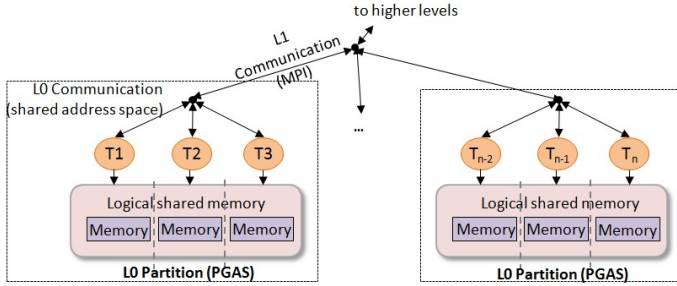 to higher levels
L1
Communication
(MPI)
L0 Communication
(shared address space)
...
T1 T2 T3
Tn-2 Tn-1 Tn
Logical shared memory
Memory Memory Memory
L0 Partition (PGAS)
Logical shared memory
Memory Memory Memory
L0 Partition (PGAS)